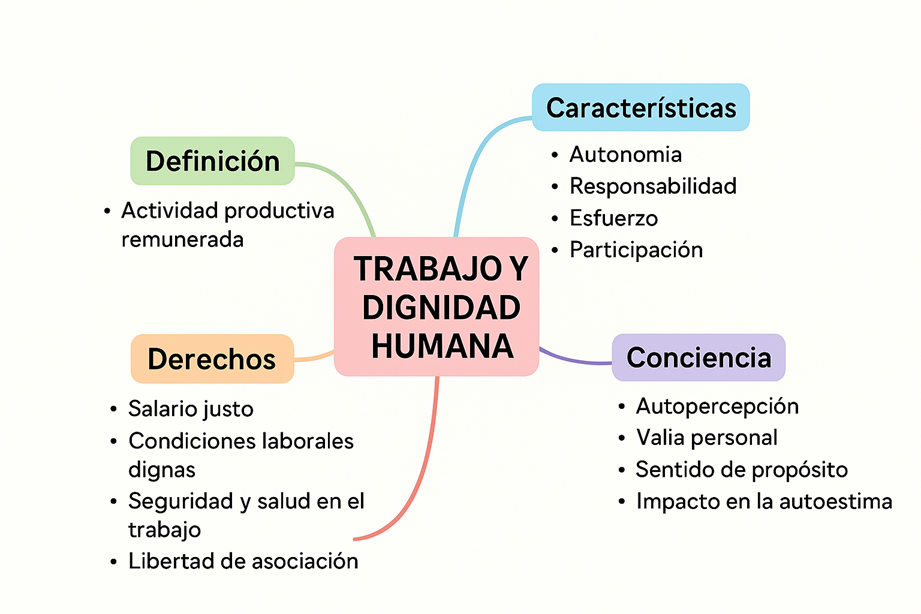 TRABAJO Y
DIGNIDAD
HUMANA
Definición
• Actividad productiva
remunerada
Características
• Autonomia
• Responsabilidad
• Esfuerzo
• Participación
Derechos
• Salario justo
• Condiciones laborales
dignas
• Seguridad y salud en el
trabajo
• Libertad de asociación
Conciencia
• Autopercepción
• Valia personal
• Sentido de propósito
• Impacto en la autoestima